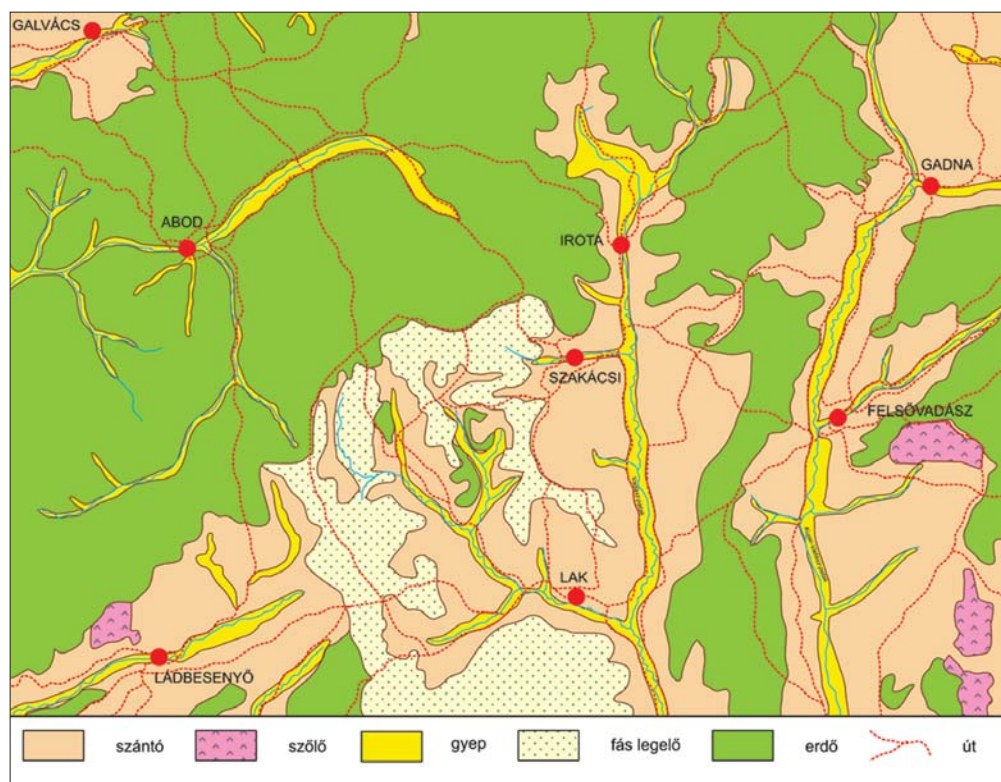 GALVÁCS
GADNA
ABOD
IROTA
SZAKÁCSI
FELSŐVADÁSZ
LAK
LÁDBESENYŐ
szántó
szőlő
gyep
fás legelő
erdő
út